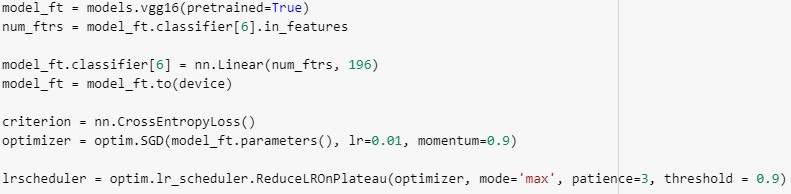 model_ft = models.vgg16(pretrained=True)
num_ftrs = model_ft.classifier[6].in_features
model_ft.classifier[6] = nn.Linear(num_ftrs, 196)
model_ft = model_ft.to(device)
criterion = nn.CrossEntropyLoss()
optimizer = optim.SGD(model_ft.parameters(), lr=0.01, momentum=0.9)
lrscheduler = optim.lr_scheduler.ReduceLROnPlateau(optimizer, mode='max', patience=3, threshold = 0.9)